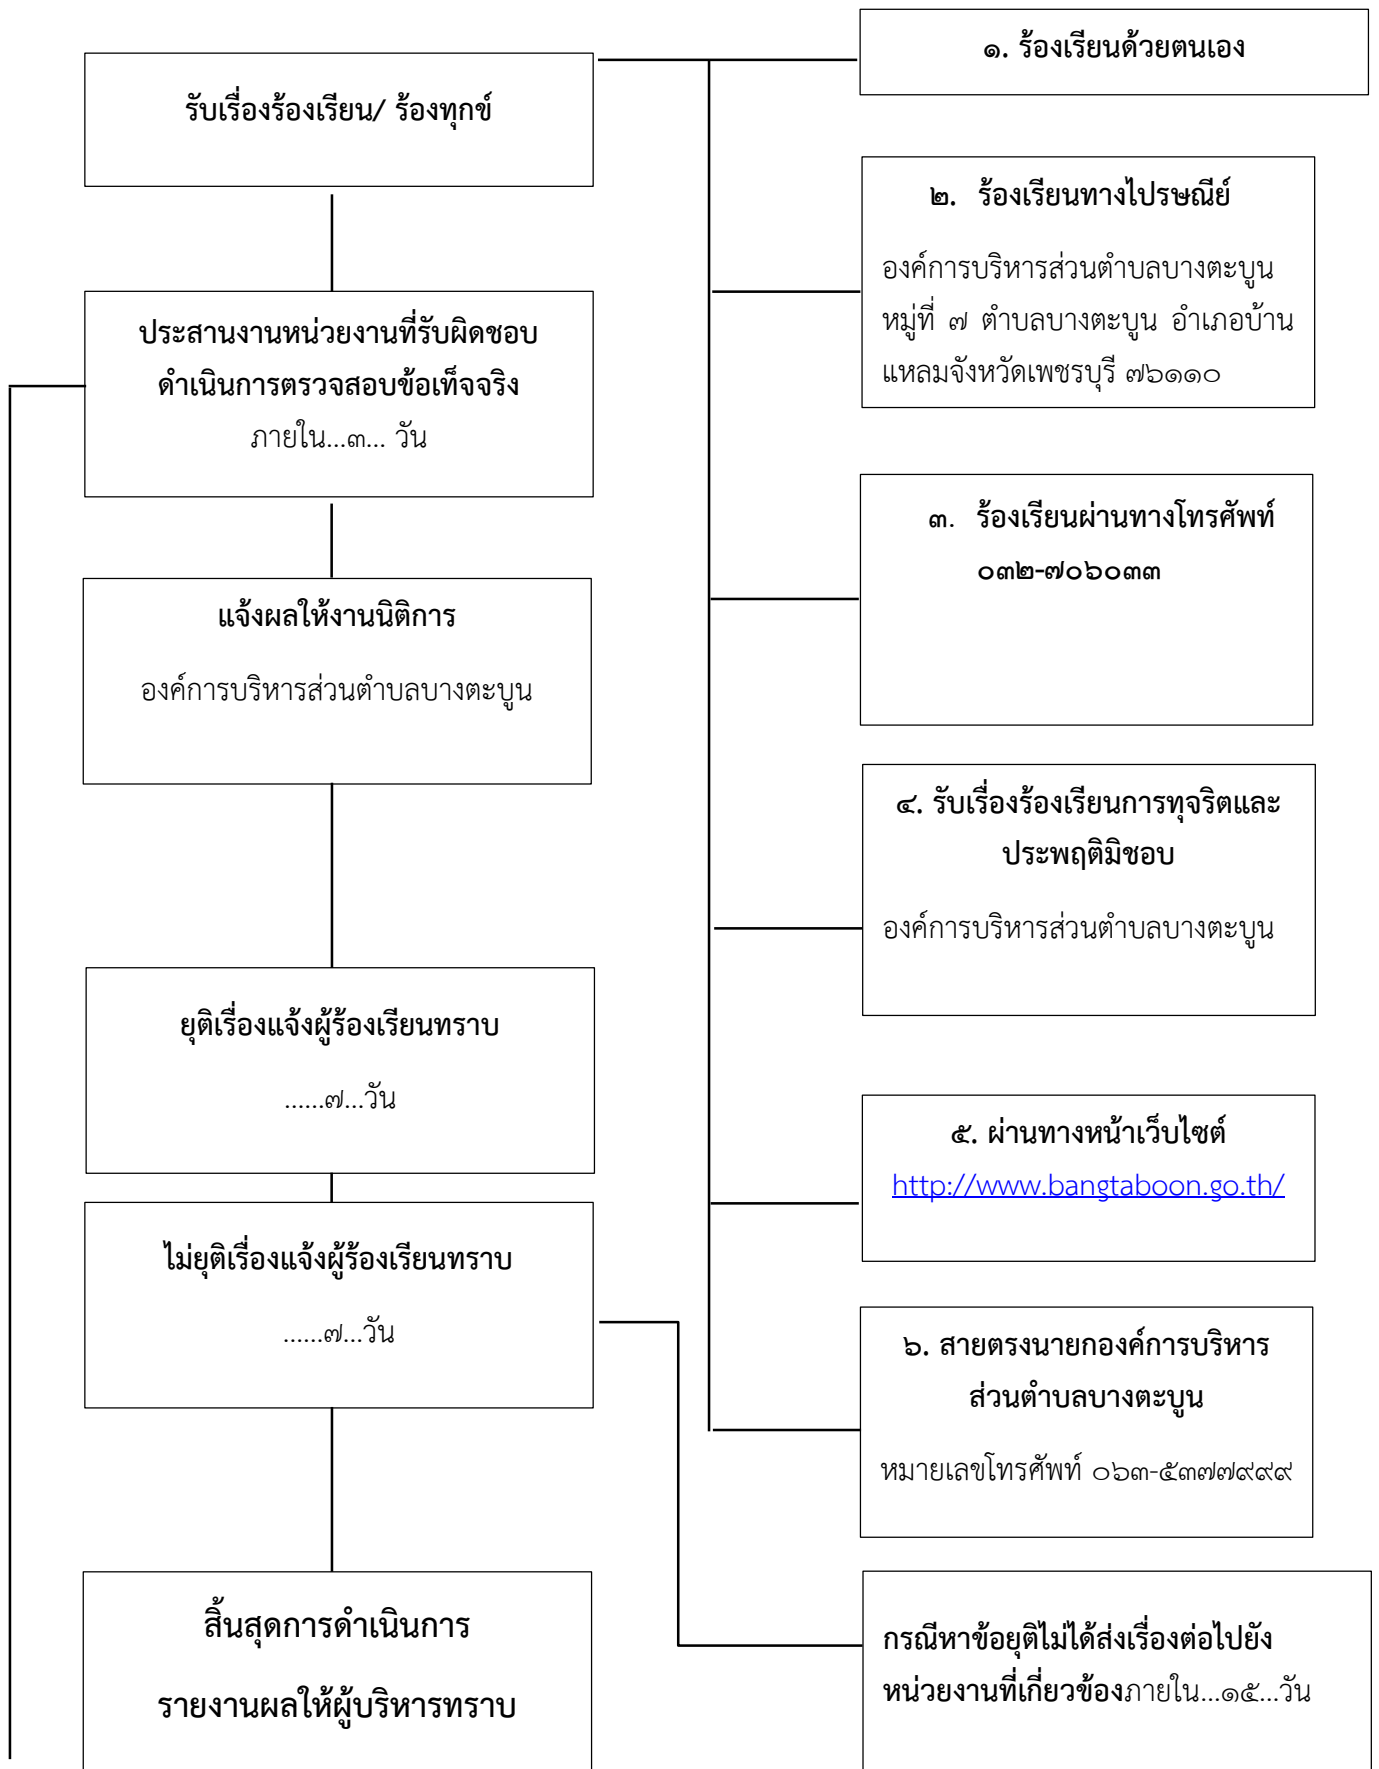 รับเรื่องร้องเรียน/ ร้องทุกข์
ประสานงานหน่วยงานที่รับผิดชอบ
ดำเนินการตรวจสอบข้อเท็จจริง
ภายใน...๓... วัน
แจ้งผลให้งานนิติการ
องค์การบริหารส่วนตำบลบางตะบูน
ยุติเรื่องแจ้งผู้ร้องเรียนทราบ
......๗...วัน
ไม่ยุติเรื่องแจ้งผู้ร้องเรียนทราบ
......๗...วัน
สิ้นสุดการดำเนินการ
รายงานผลให้ผู้บริหารทราบ
๑. ร้องเรียนด้วยตนเอง
๒. ร้องเรียนทางไปรษณีย์
องค์การบริหารส่วนตำบลบางตะบูน
หมู่ที่ ๗ ตำบลบางตะบูน อำเภอบ้าน
แหลมจังหวัดเพชรบุรี ๗๖๑๑๐
๓. ร้องเรียนผ่านทางโทรศัพท์
๐๓๒-๗๐๖๐๓๓
๔. รับเรื่องร้องเรียนการทุจริตและ
ประพฤติมิชอบ
องค์การบริหารส่วนตำบลบางตะบูน
๕. ผ่านทางหน้าเว็บไซต์
http://www.bangtaboon.go.th/
๖. สายตรงนายกองค์การบริหาร
ส่วนตำบลบางตะบูน
หมายเลขโทรศัพท์ ๐๖๓-๕๓๗๗๙๙๙
กรณีหาข้อยุติไม่ได้ส่งเรื่องต่อไปยัง
หน่วยงานที่เกี่ยวข้องภายใน...๑๕...วัน